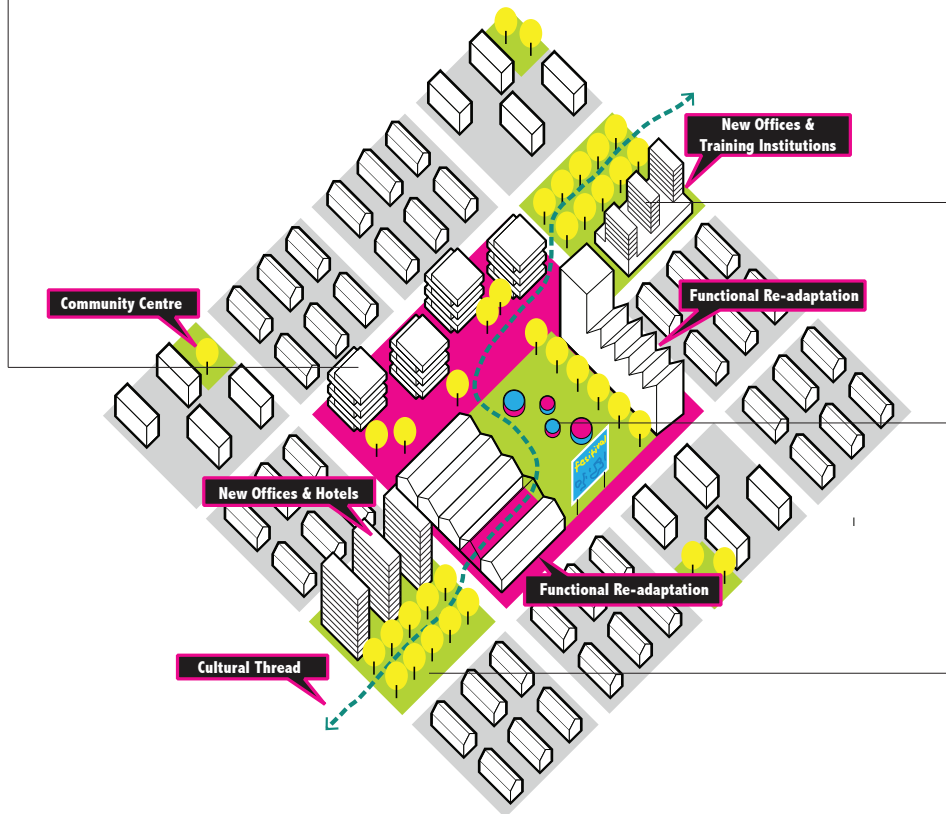 New Offices &
Training Institutions
Functional Re-adaptation
Community Centre
New Offices & Hotels
Functional Re-adaptation
Cultural Thread